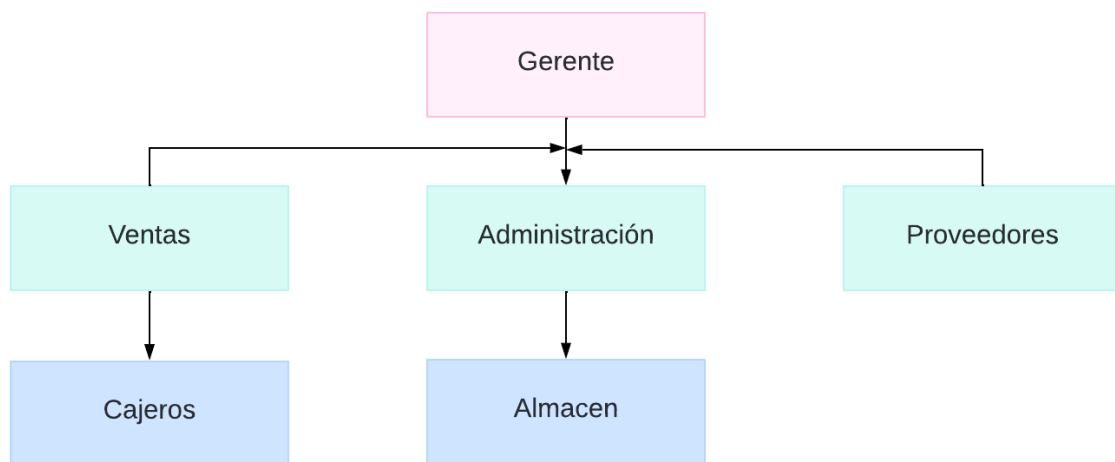 Gerente
Ventas
Administración
Proveedores
Cajeros
Almacen